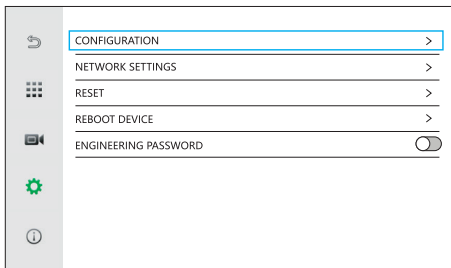 CONFIGURATION
NETWORK SETTINGS
RESET
REBOOT DEVICE
ENGINEERING PASSWORD